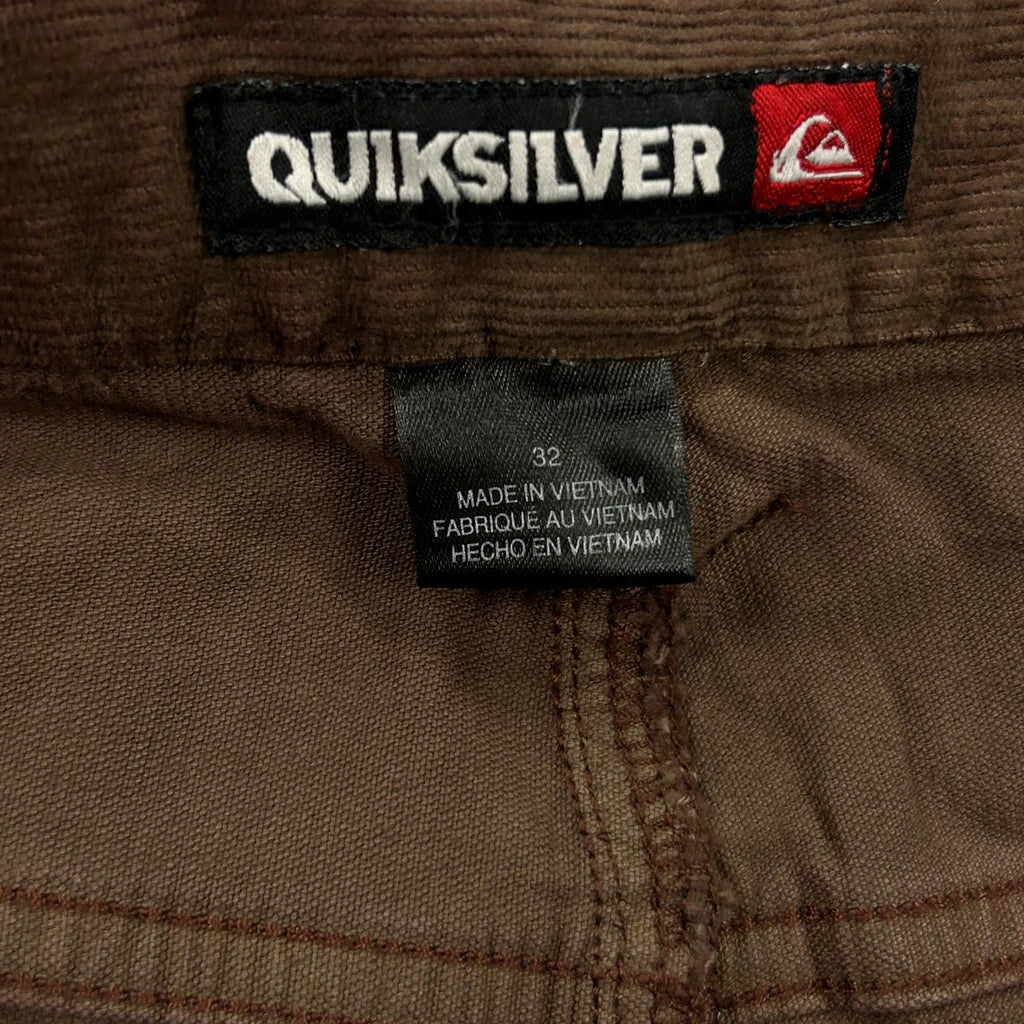 QUIKSILVER
32
MADE IN VIETNAM
FABRIQUÉ AU VIETNAM
HECHO EN VIETNAM